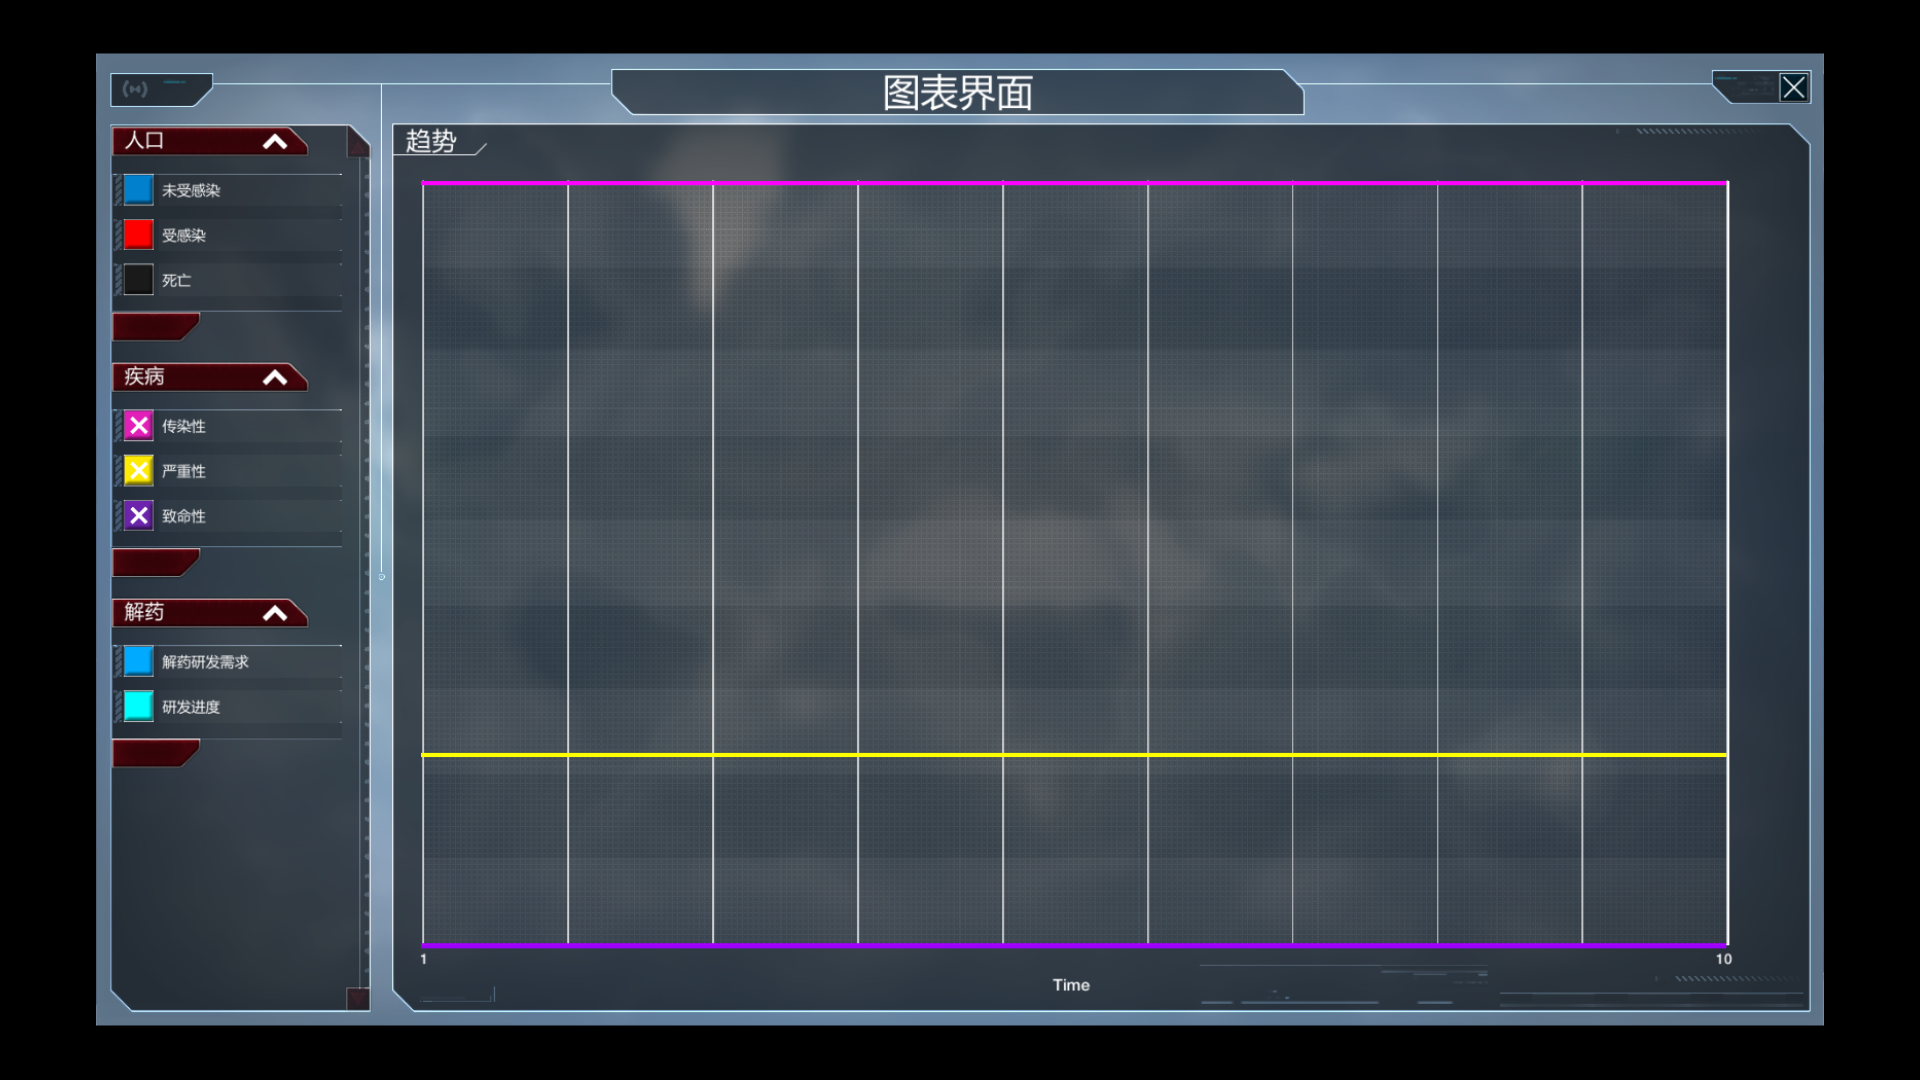 图表界面
人口
未受感染
受感染
死亡
疾病
传染性
严重性
致命性
解药
解药研发需求
研发进度
趋势
1
10
Time